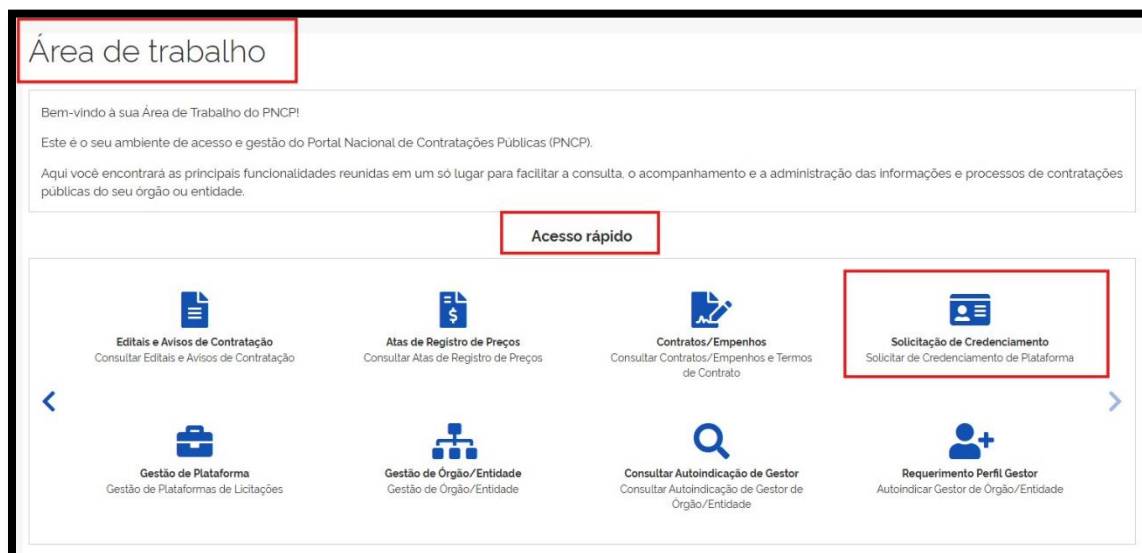 Área de trabalho
Bem-vindo à sua Área de Trabalho do PNCP!
Este é o seu ambiente de acesso e gestão do Portal Nacional de Contratações Públicas (PNCP).
Aqui você encontrará as principais funcionalidades reunidas em um só lugar para facilitar a consulta, o acompanhamento e a administração das informações e processos de contratações
públicas do seu órgão ou entidade.
Acesso rápido
Editais e Avisos de Contratação
Consultar Editais e Avisos de Contratação
Atas de Registro de Preços
Consultar Atas de Registro de Preços
Contratos/Empenhos
Consultar Contratos/Empenhos e Termos
de Contrato
Solicitação de Credenciamento
Solicitar de Credenciamento de Plataforma
Gestão de Plataforma
Gestão de Plataformas de Licitações
Gestão de Órgão/Entidade
Gestão de Órgão/Entidade
Consultar Autoindicação de Gestor
Consultar Autoindicação de Gestor de
Órgão/Entidade
Requerimento Perfil Gestor
Autoindicar Gestor de Órgão/Entidade